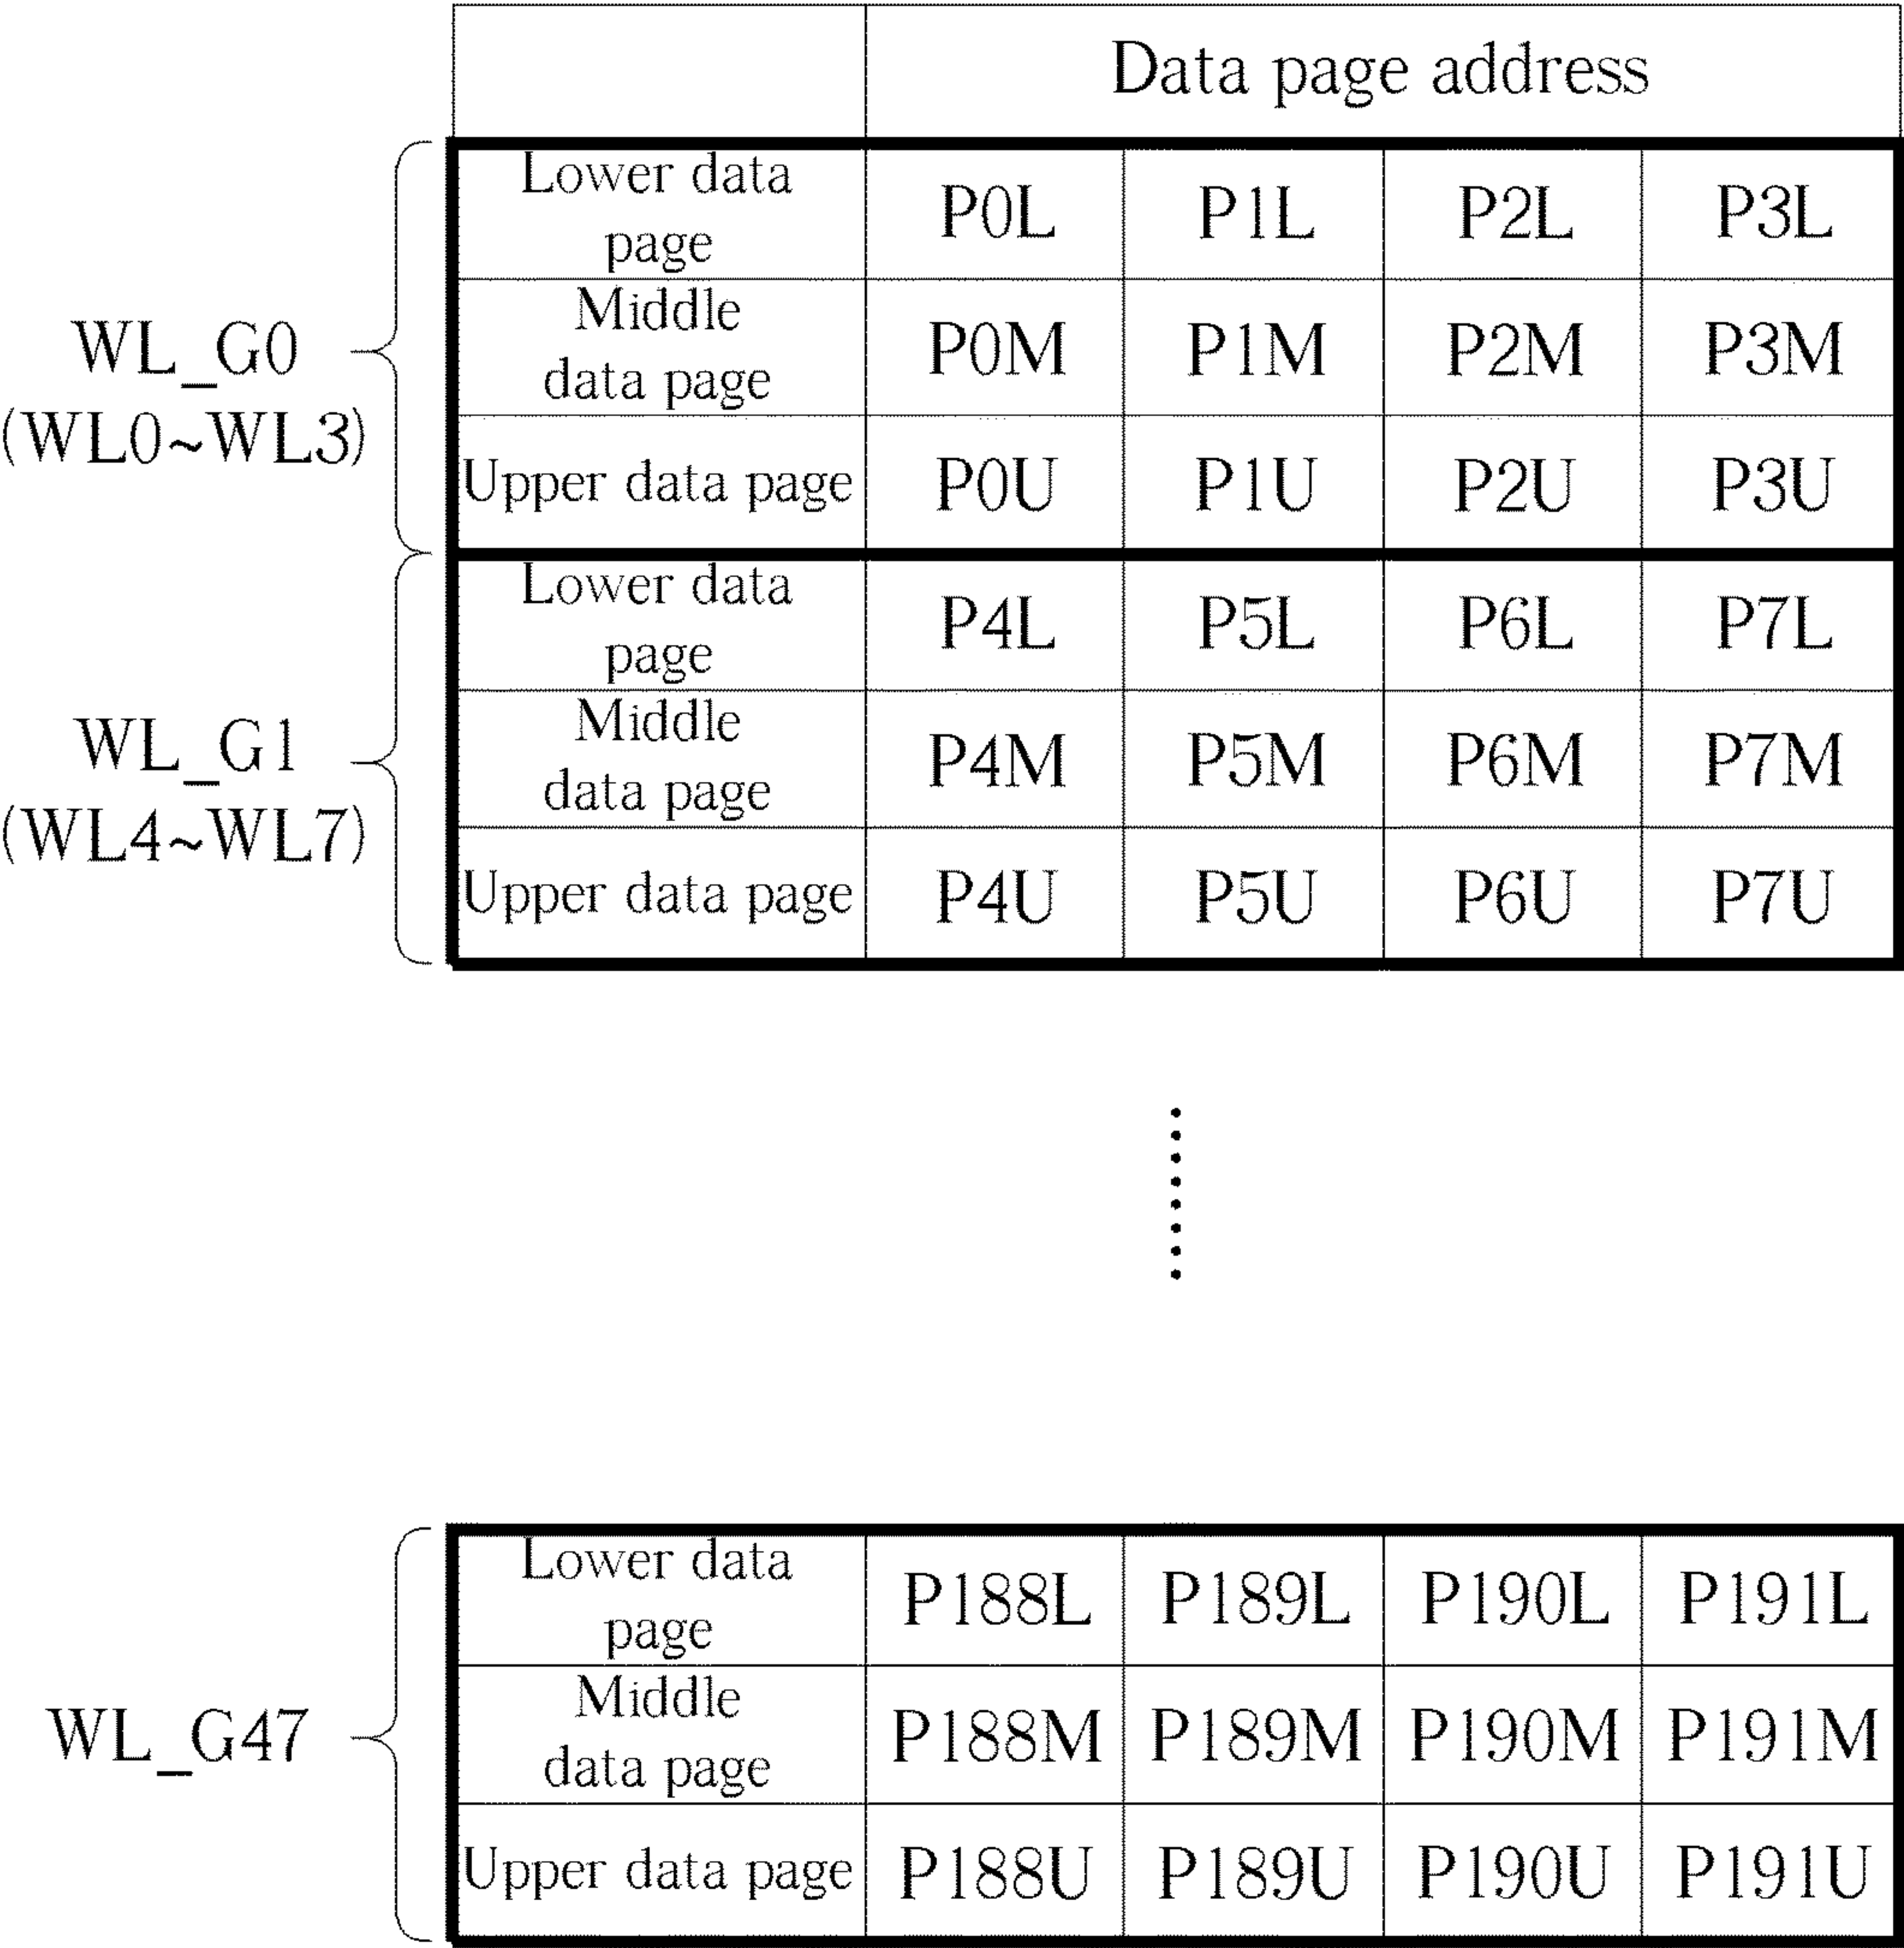 Data page address
WL_G0
(WL0~WL3)
Lower data
page
P0L P1L P2L P3L
Middle
data page
P0M P1M P2M P3M
Upper data page P0U P1U P2U P3U
WL_G1
(WL4~WL7)
Lower data
page
P4L P5L P6L P7L
Middle
data page
P4M P5M P6M P7M
Upper data page P4U P5U P6U P7U
WL_G47
Lower data
page
P188L P189L P190L P191L
Middle
data page
P188M P189M P190M P191M
Upper data page P188U P189U P190U P191U